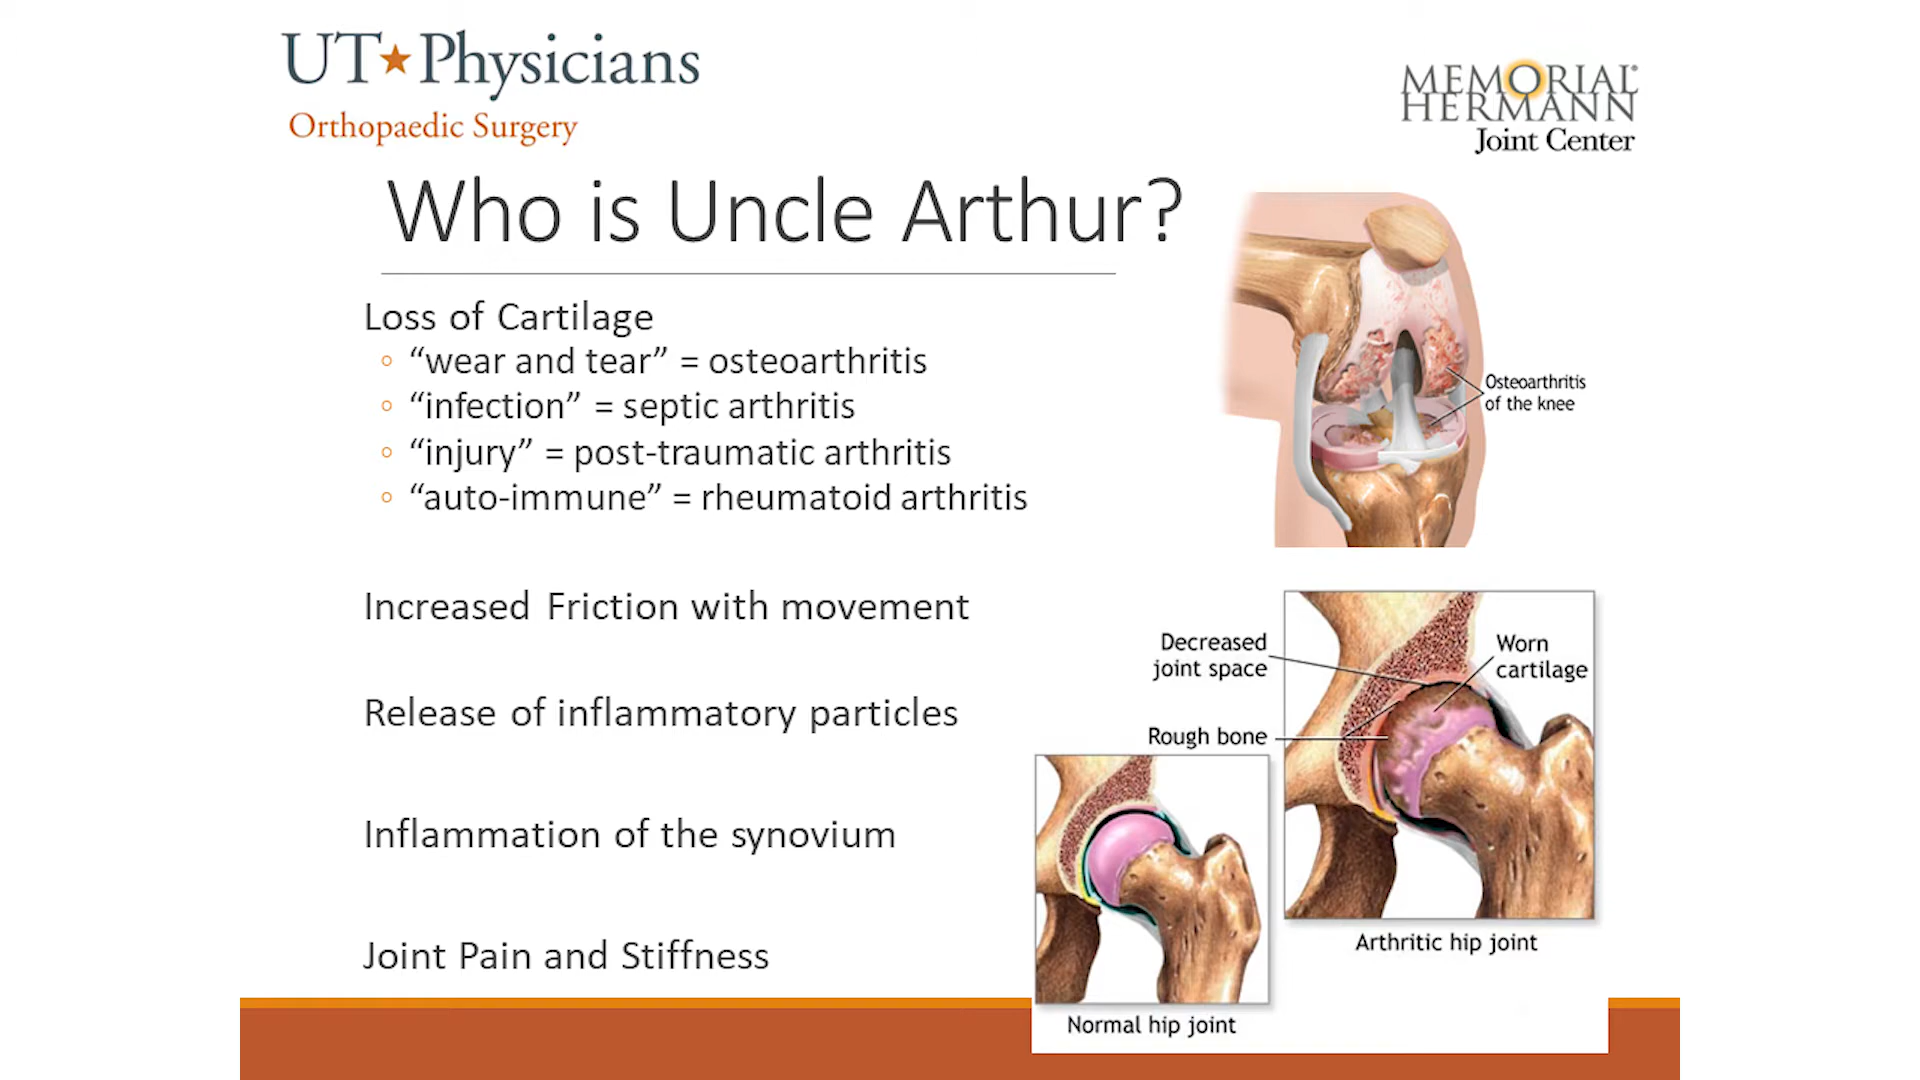 UT★Physicians
Orthopaedic Surgery
MEMORIAL®
HERMANN
Joint Center
Who is Uncle Arthur?
Loss of Cartilage
◦ “wear and tear” = osteoarthritis
◦ “infection” = septic arthritis
◦ “injury” = post-traumatic arthritis
◦ “auto-immune” = rheumatoid arthritis
Increased Friction with movement
Release of inflammatory particles
Inflammation of the synovium
Joint Pain and Stiffness
Osteoarthritis
of the knee
Decreased
joint space
Worn
cartilage
Rough bone
Arthritic hip joint
Normal hip joint